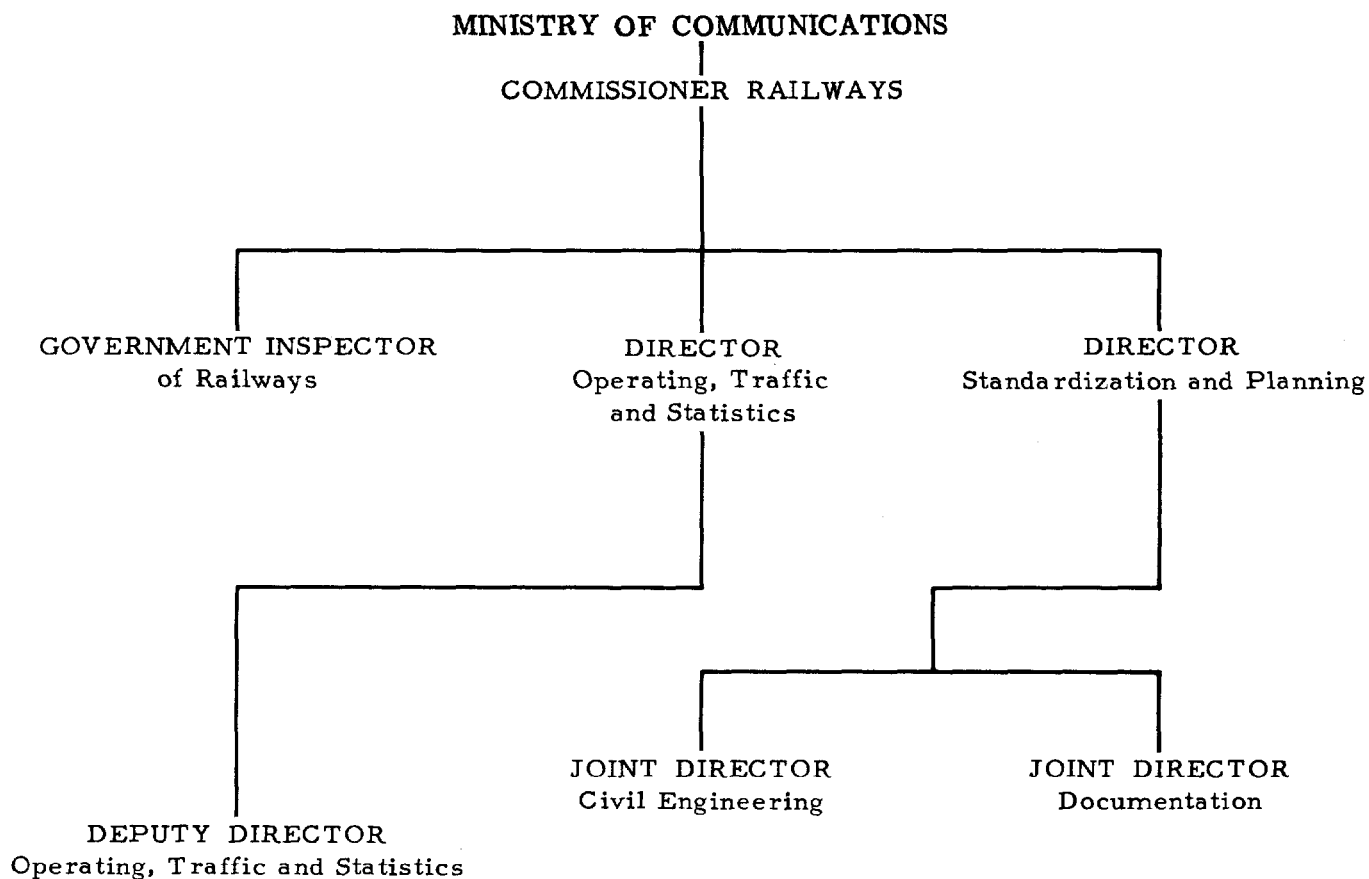 MINISTRY OF COMMUNICATIONS
COMMISSIONER RAILWAYS
GOVERNMENT INSPECTOR
of Railways
DIRECTOR
Operating, Traffic
and Statistics
DIRECTOR
Standardization and Planning
JOINT DIRECTOR
Civil Engineering
JOINT DIRECTOR
Documentation
DEPUTY DIRECTOR
Operating, Traffic and Statistics